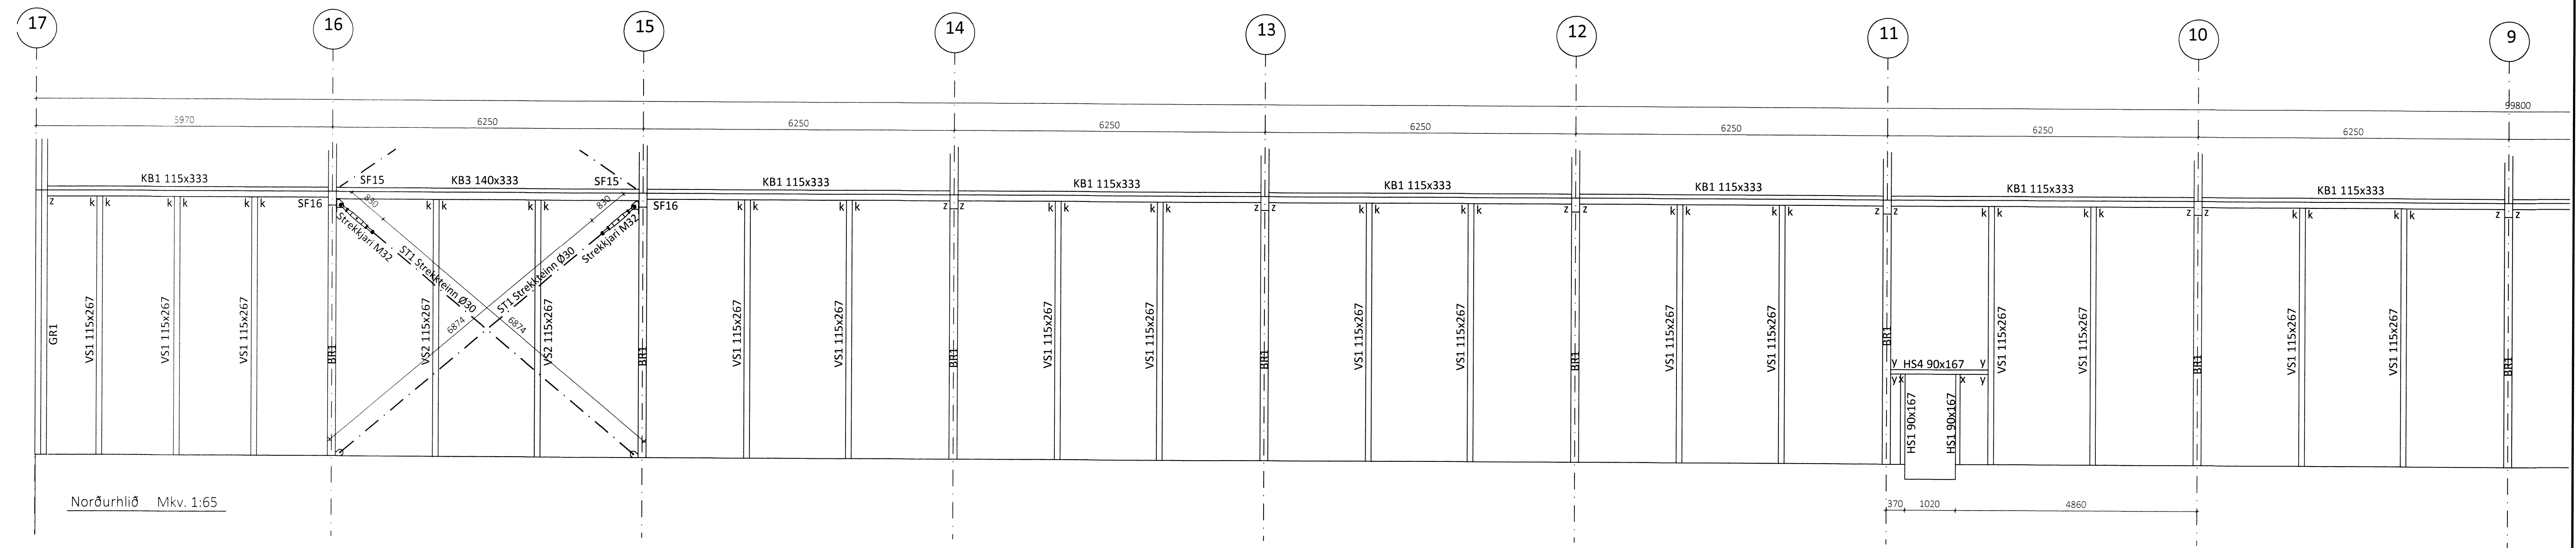 17 16 15 14 13 12 11 10 9
99800
5970 6250 6250 6250 6250 6250 6250 6250
KB1 115x333 SF15 KB3 140x333 SF15 KB1 115x333 KB1 115x333 KB1 115x333 KB1 115x333 KB1 115x333 KB1 115x333
z k k k k k k SF16 830 k k k k 830 SF16 k k k k z z k k k k z z k k k k z z k k k k z z k k k k z z k k k k z z
Strekkjari M32
ST1 Strekkteinn Ø30
6874
ST1 Strekkteinn Ø30
6874
Strekkjari M32
GR1
VS1 115x267
VS1 115x267
VS1 115x267
BR1
VS2 115x267
VS2 115x267
BR1
VS1 115x267
VS1 115x267
BR1
VS1 115x267
VS1 115x267
BR1
VS1 115x267
VS1 115x267
BR1
VS1 115x267
VS1 115x267
BR1
y HS4 90x167 y
y x x y
HS1 90x167
HS1 90x167
VS1 115x267
VS1 115x267
BR1
VS1 115x267
VS1 115x267
BR1
370 1020 4860
Norðurhlið Mkv. 1:65